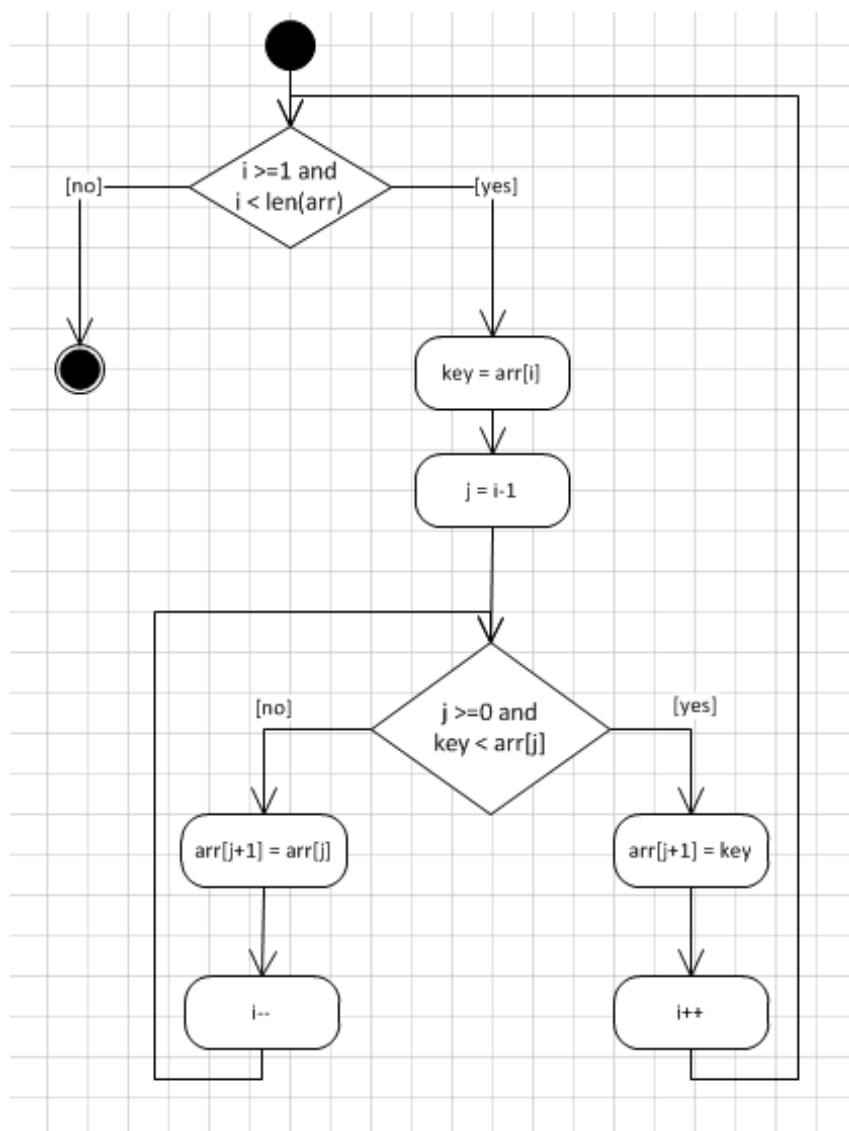 i >=1 and
i < len(arr)
[no]
[yes]
key = arr[i]
j = i-1
j >=0 and
key < arr[j]
[no]
[yes]
arr[j+1] = arr[j]
arr[j+1] = key
i--
i++